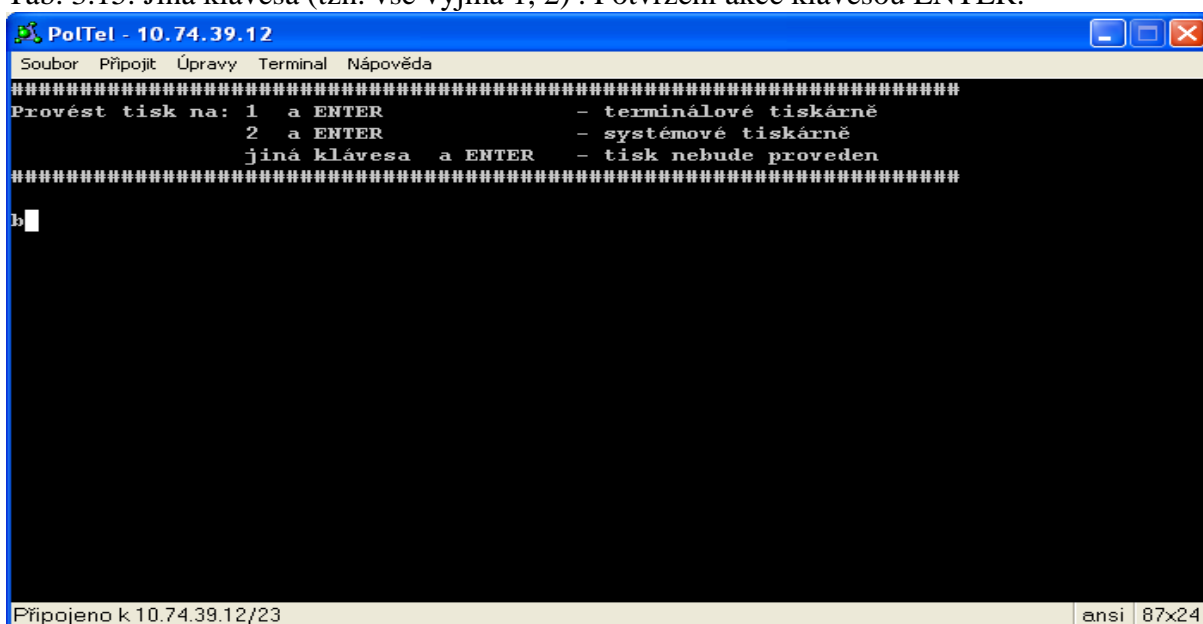 Tab. 3.13: Jiná klávesa (tzn. vše vyjma 1, 2) . Potvrzení akce klávesou ENTER.
PolTel - 10.74.39.12
Soubor Připojit Úpravy Terminal Nápověda
######################################################################
Provést tisk na: 1 a ENTER - terminálové tiskárně
2 a ENTER - systémové tiskárně
jiná klávesa a ENTER - tisk nebude proveden
######################################################################
b
Připojeno k 10.74.39.12/23 ansi 87x24